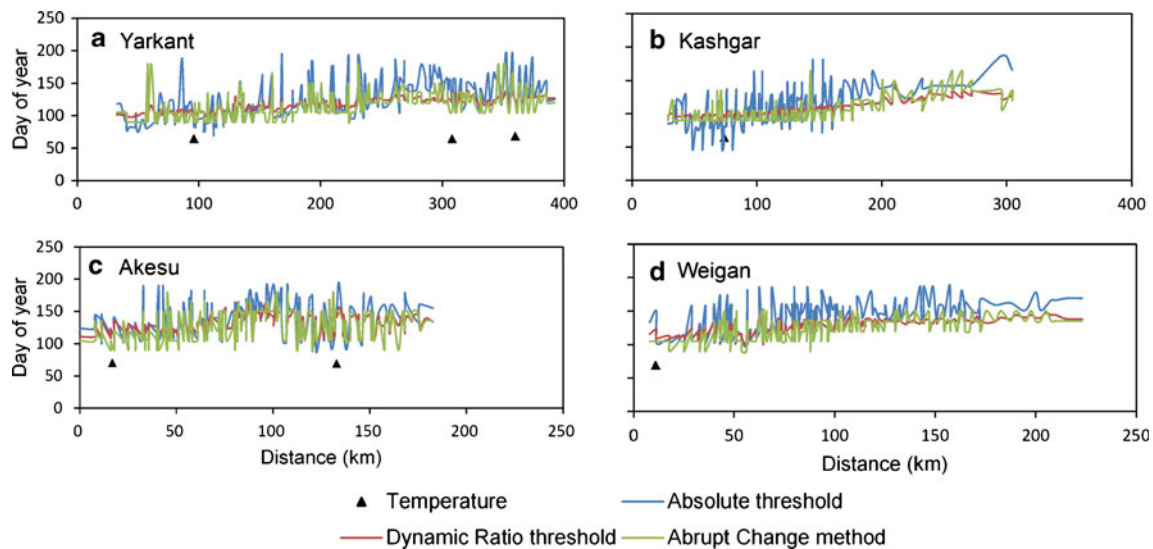 a Yarkant
b Kashgar
Day of year
250
200
150
100
50
0
0 100 200 300 400
0 100 200 300 400
c Akesu
d Weigan
Day of year
250
200
150
100
50
0
0 50 100 150 200 250
0 50 100 150 200 250
Distance (km)
Distance (km)
Temperature
Absolute threshold
Dynamic Ratio threshold
Abrupt Change method